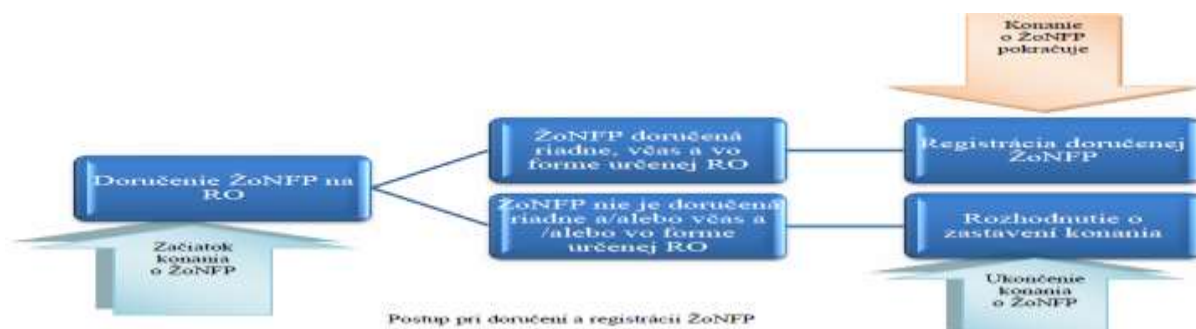 Konanie
o ŽoNFP
pokračuje
ŽoNFP doručená
riadne, včas a vo
forme určenej RO
Registrácia doručenej
ŽoNFP
Doručenie ŽoNFP na
RO
ŽoNFP nie je doručená
riadne a/alebo včas a
/alebo vo forme
určenej RO
Rozhodnutie o
zastavení konania
Začiatok
konania
o ŽoNFP
Ukončenie
konania
o ŽoNFP
Postup pri doručení a registrácii ŽoNFP